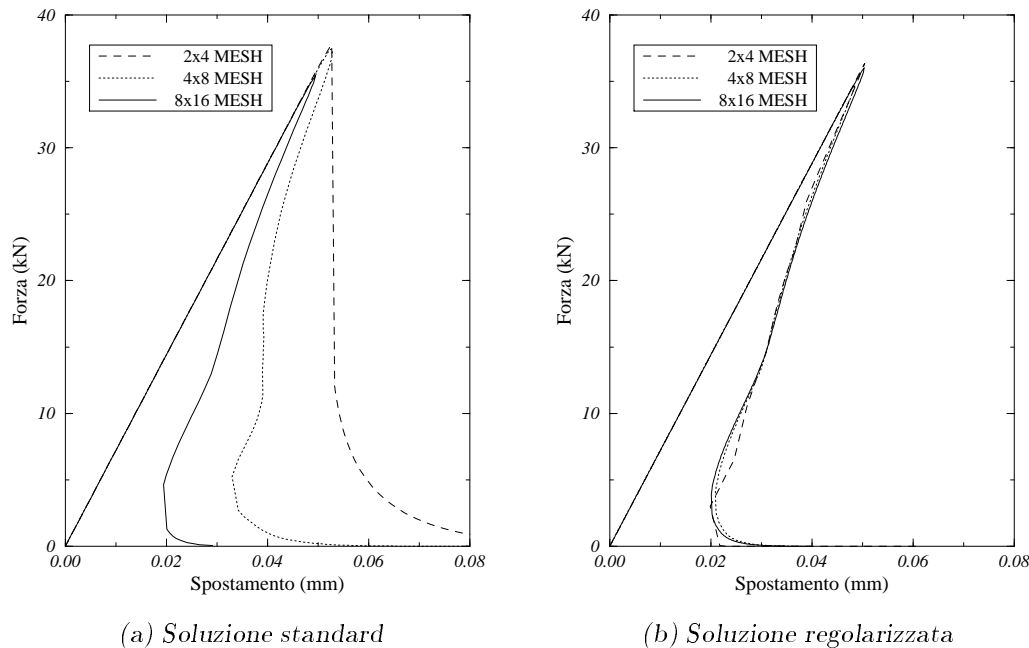 40
30
20
10
0
Forza (kN)
2x4 MESH
4x8 MESH
8x16 MESH
0.00 0.02 0.04 0.06 0.08
Spostamento (mm)
(a) Soluzione standard
40
30
20
10
0
Forza (kN)
2x4 MESH
4x8 MESH
8x16 MESH
0.00 0.02 0.04 0.06 0.08
Spostamento (mm)
(b) Soluzione regolarizzata